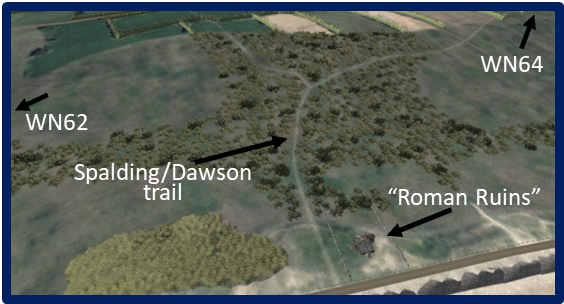 WN64
WN62
Spalding/Dawson
trail
“Roman Ruins”